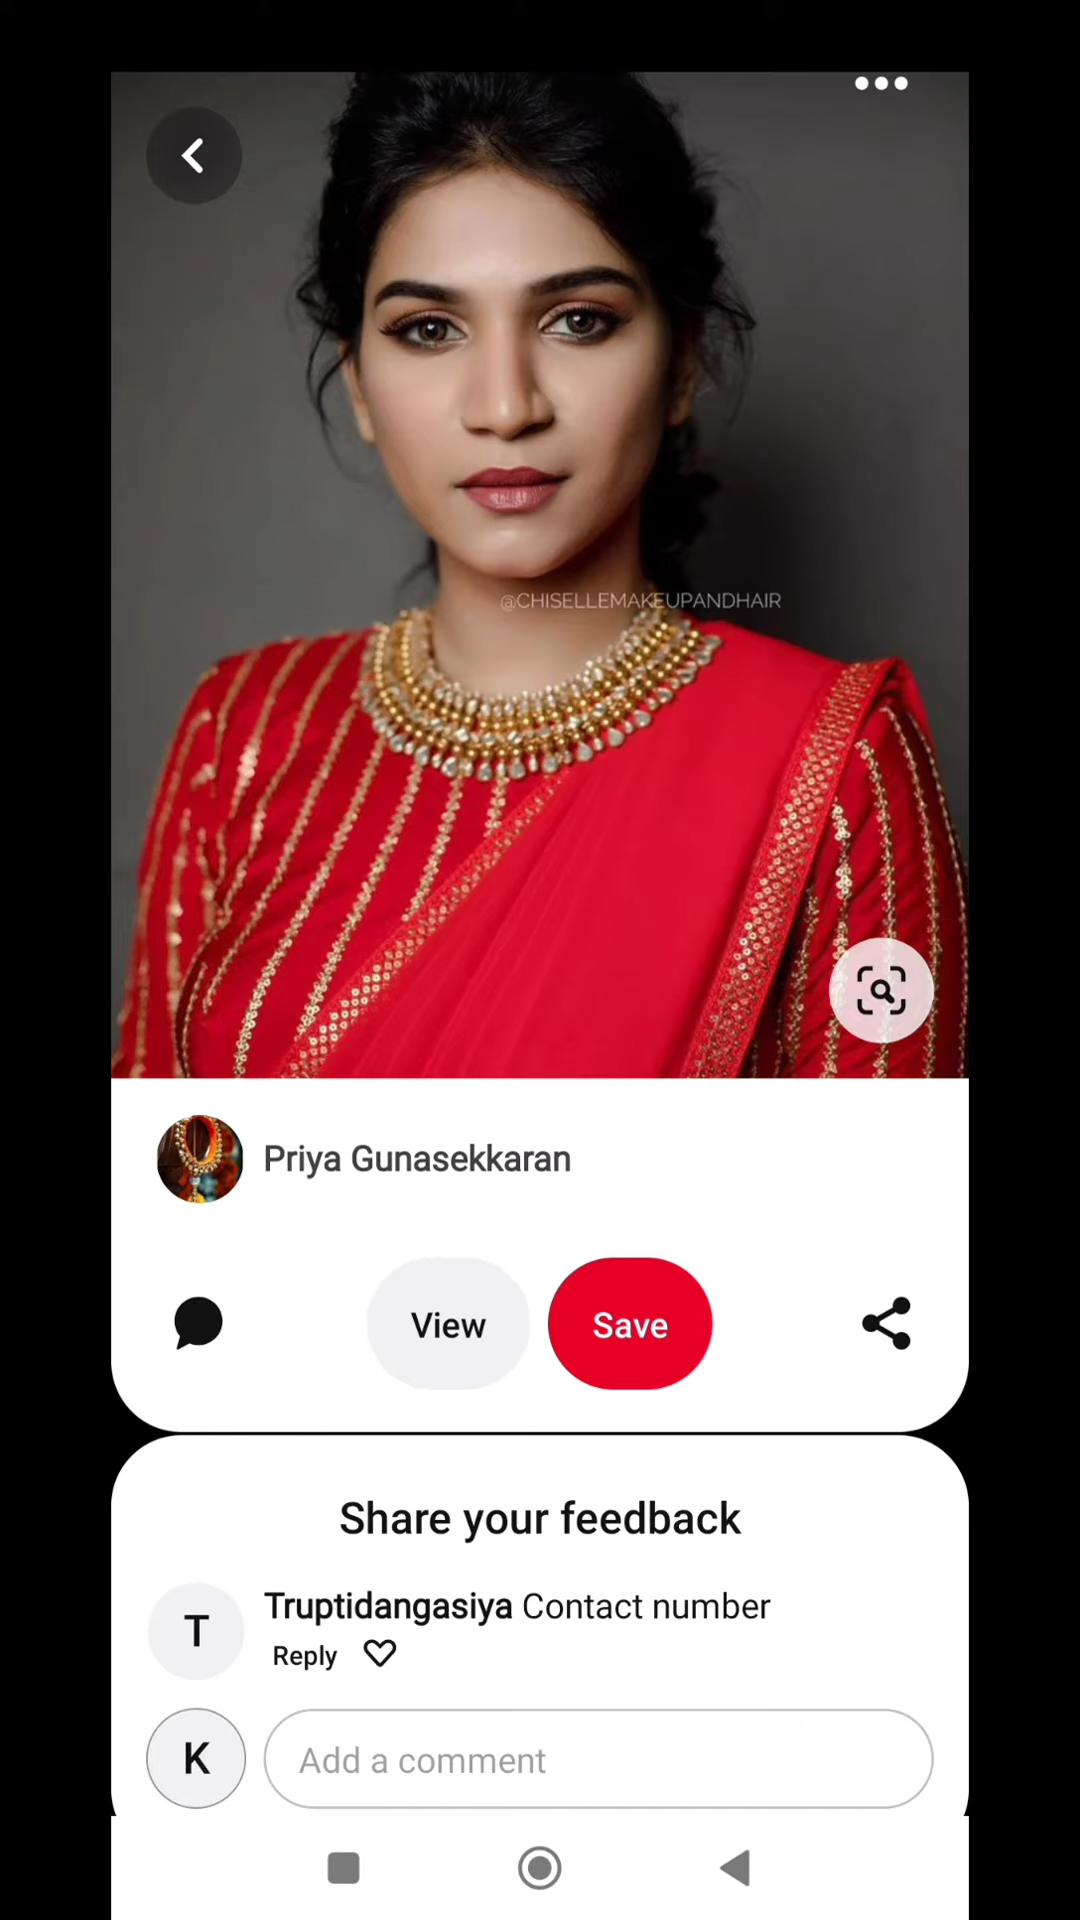 @CHISELLEMAKEUPANDHAIR
Priya Gunasekkaran
View
Save
Share your feedback
T
Truptidangasiya Contact number
Reply
K
Add a comment